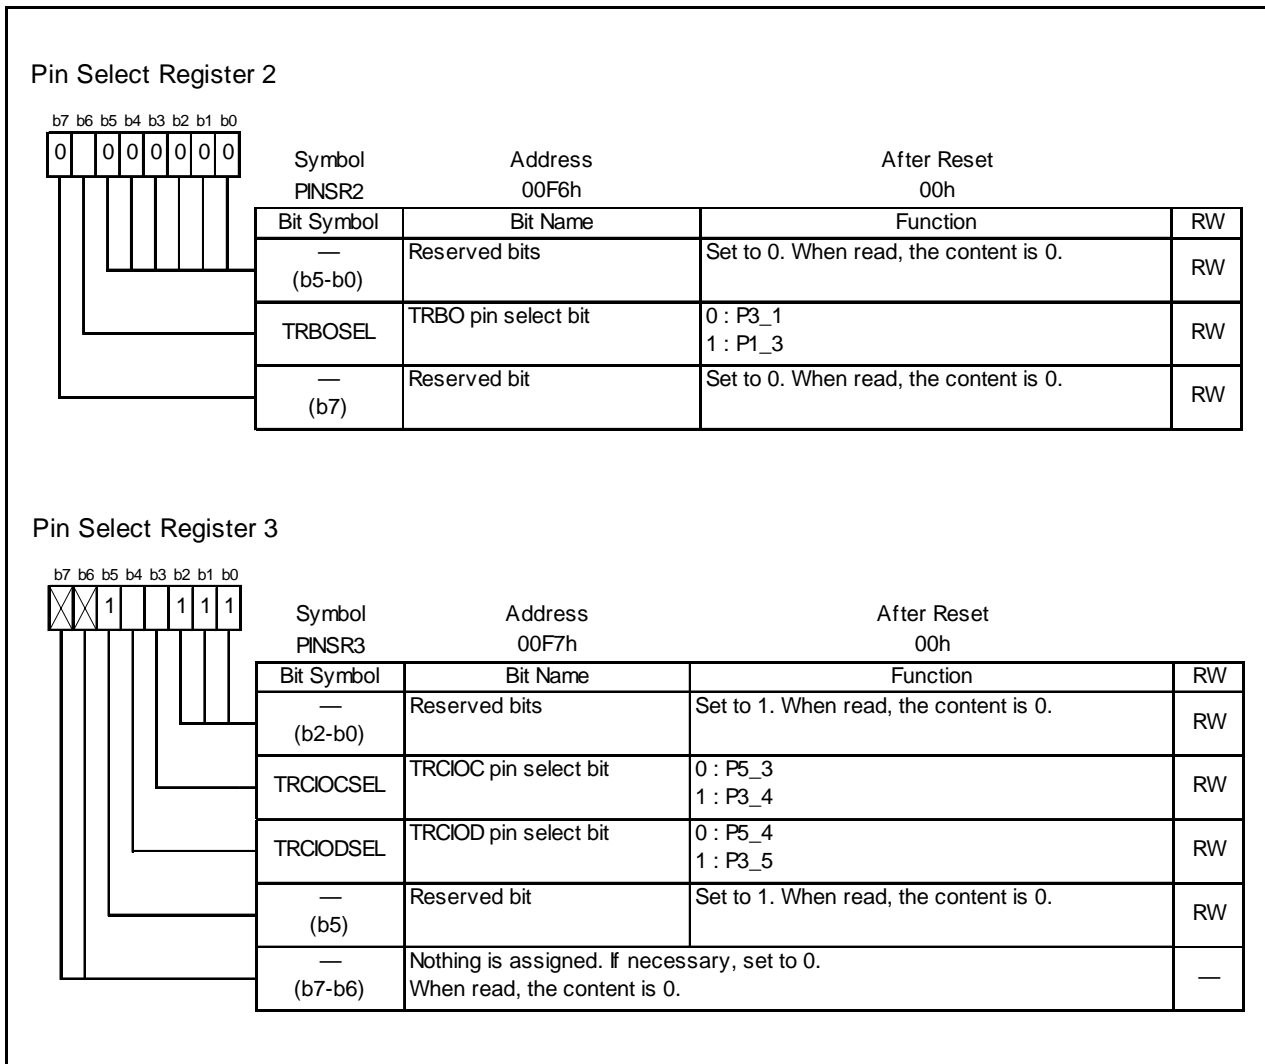 Pin Select Register 2
b7 b6 b5 b4 b3 b2 b1 b0
0 0 0 0 0 0 0
Symbol Address After Reset
PINSR2 00F6h 00h
Bit Symbol Bit Name Function RW
— Reserved bits Set to 0. When read, the content is 0. RW
(b5-b0)
TRBOSEL TRBO pin select bit 0 : P3_1 RW
1 : P1_3
— Reserved bit Set to 0. When read, the content is 0. RW
(b7)
Pin Select Register 3
b7 b6 b5 b4 b3 b2 b1 b0
1 1 1 1
Symbol Address After Reset
PINSR3 00F7h 00h
Bit Symbol Bit Name Function RW
— Reserved bits Set to 1. When read, the content is 0. RW
(b2-b0)
TRCIOCSEL TRCIOC pin select bit 0 : P5_3 RW
1 : P3_4
TRCIODSEL TRCIOD pin select bit 0 : P5_4 RW
1 : P3_5
— Reserved bit Set to 1. When read, the content is 0. RW
(b5)
— Nothing is assigned. If necessary, set to 0. —
(b7-b6) When read, the content is 0.